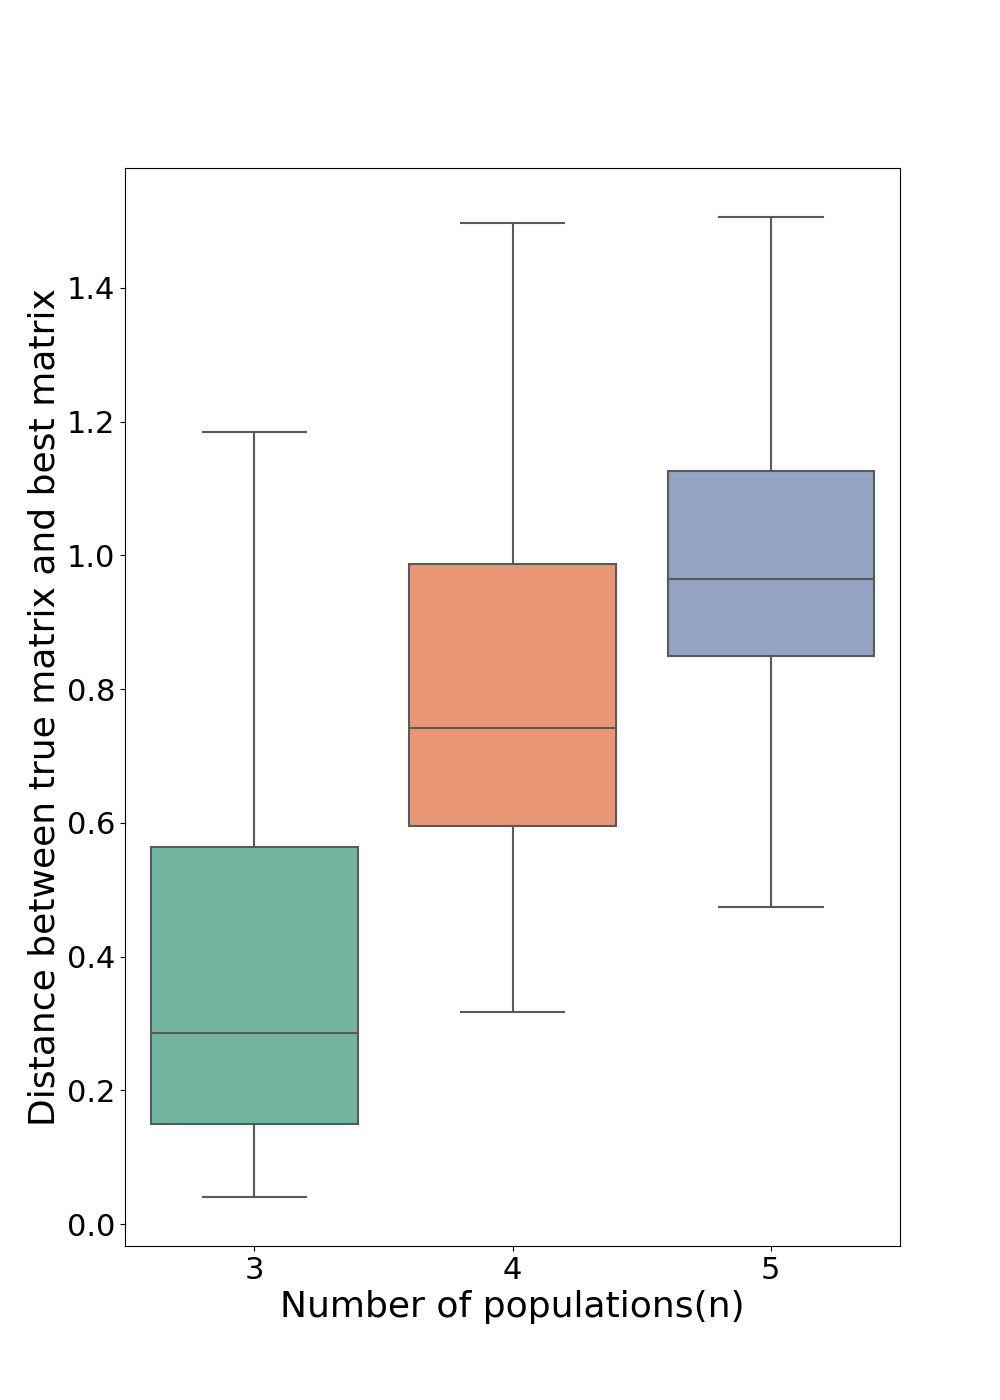 Distance between true matrix and best matrix
1.4
1.2
1.0
0.8
0.6
0.4
0.2
0.0
3 4 5
Number of populations(n)